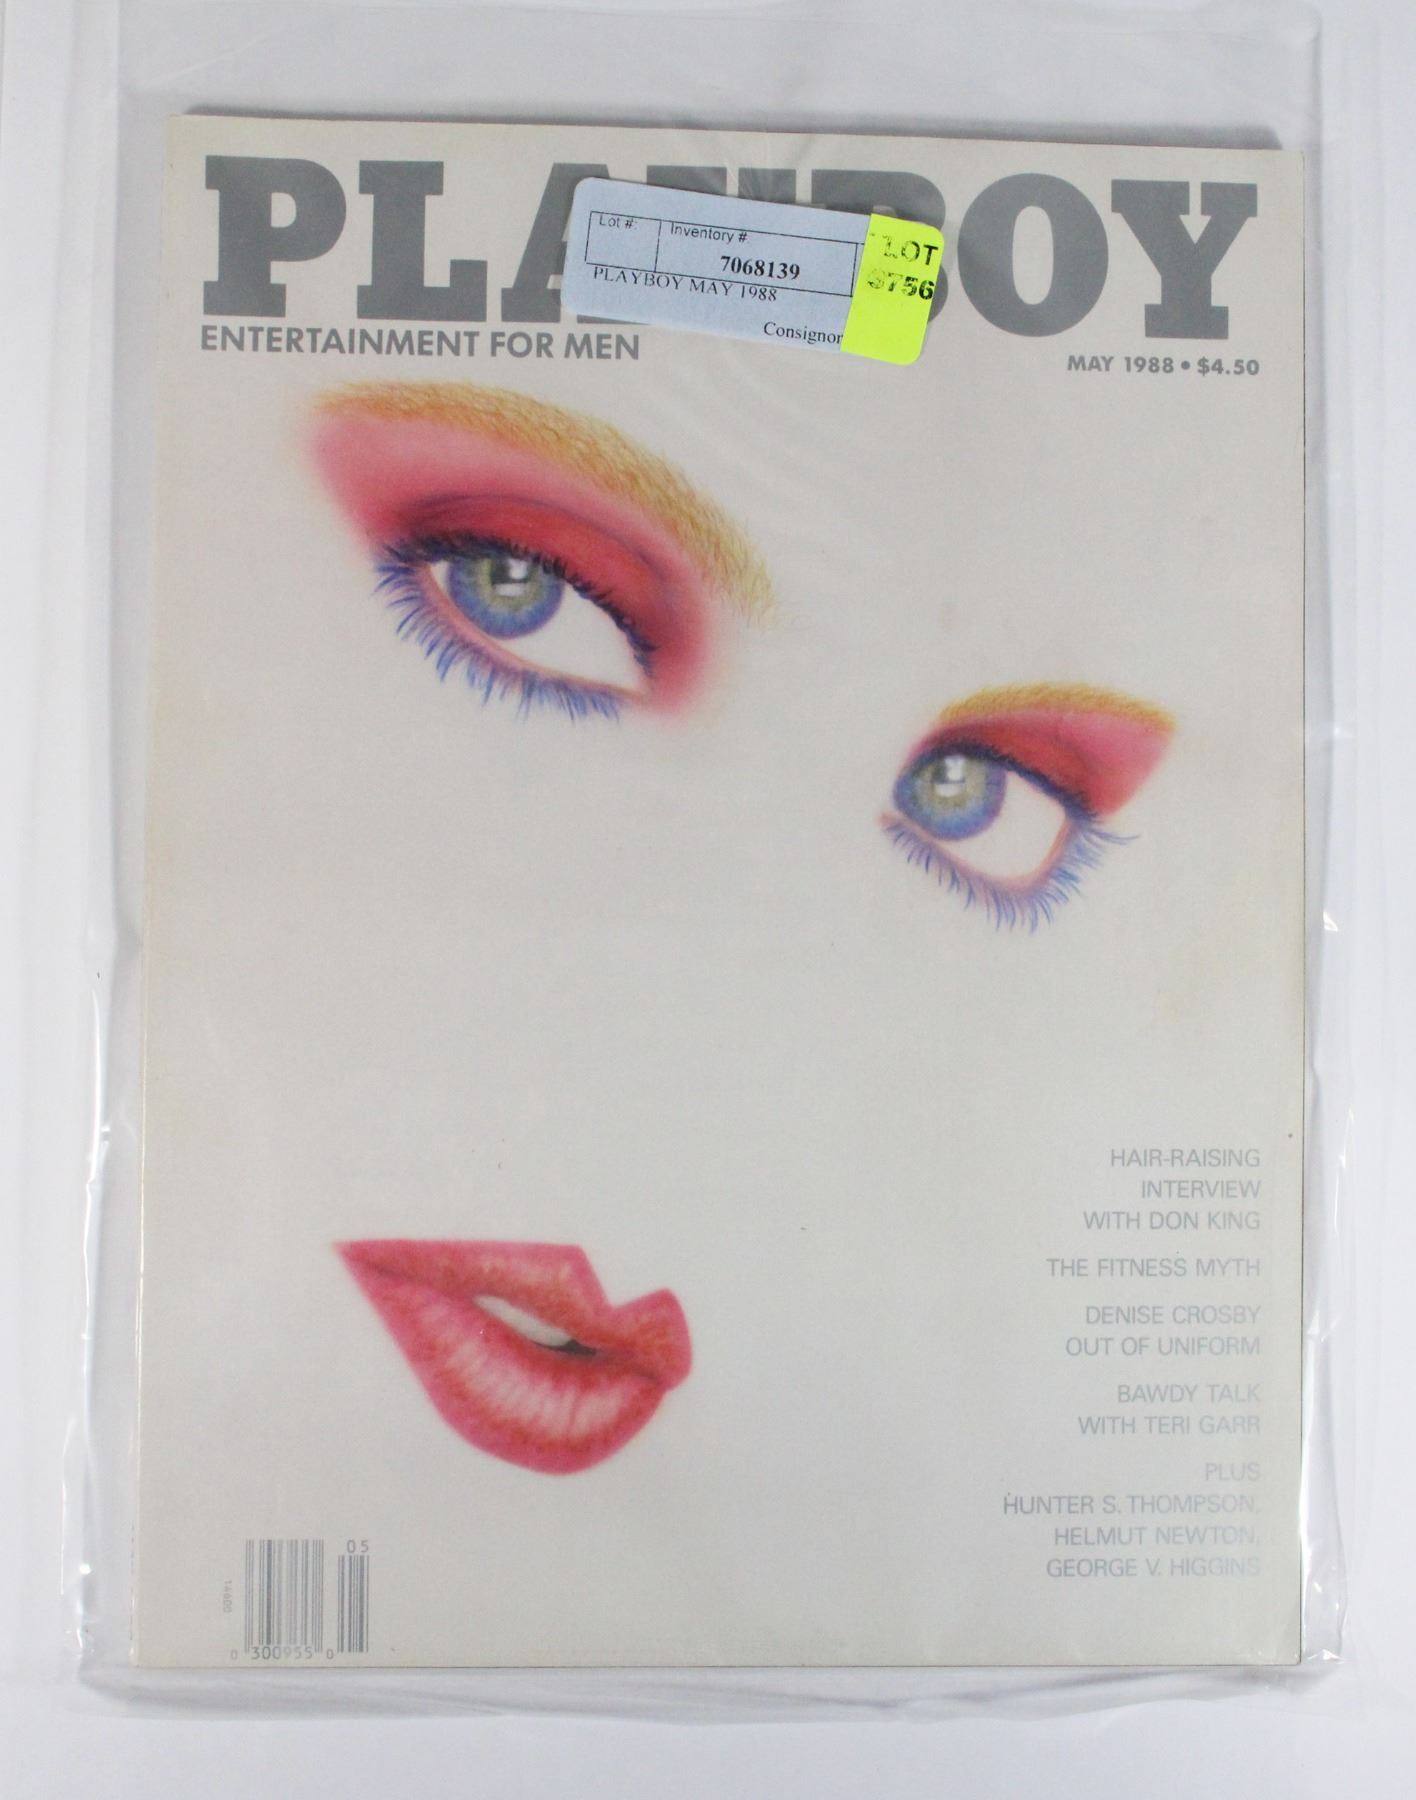 PLAYBOY
Lot #: Inventory #
7068139
PLAYBOY MAY 1988
Consignor
LOT
756
ENTERTAINMENT FOR MEN
MAY 1988 • $4.50
HAIR-RAISING
INTERVIEW
WITH DON KING
THE FITNESS MYTH
DENISE CROSBY
OUT OF UNIFORM
BAWDY TALK
WITH TERI GARR
PLUS
HUNTER S. THOMPSON,
HELMUT NEWTON,
GEORGE V. HIGGINS
05
14600
0 300955 0